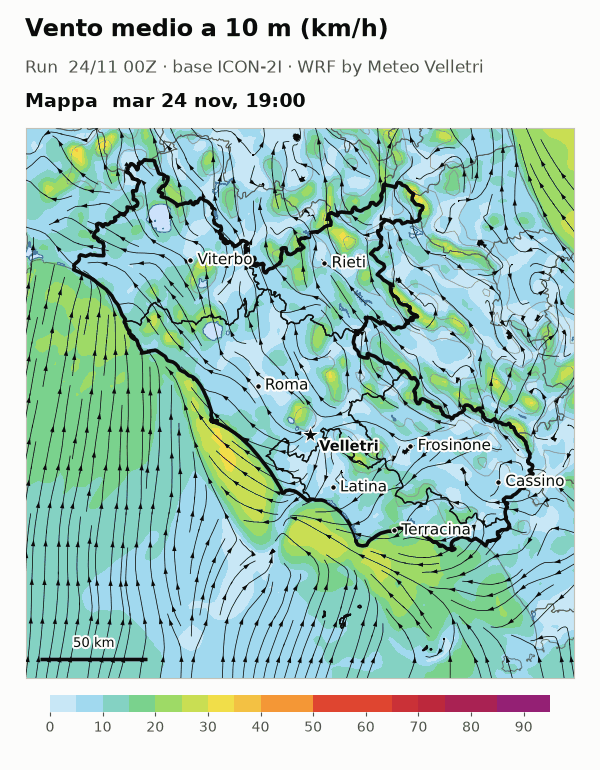 Vento medio a 10 m (km/h)
Run 24/11 00Z · base ICON-2I · WRF by Meteo Velletri
Mappa mar 24 nov, 19:00
Viterbo
Rieti
Roma
Velletri
Frosinone
Latina
Cassino
Terracina
50 km
0 10 20 30 40 50 60 70 80 90